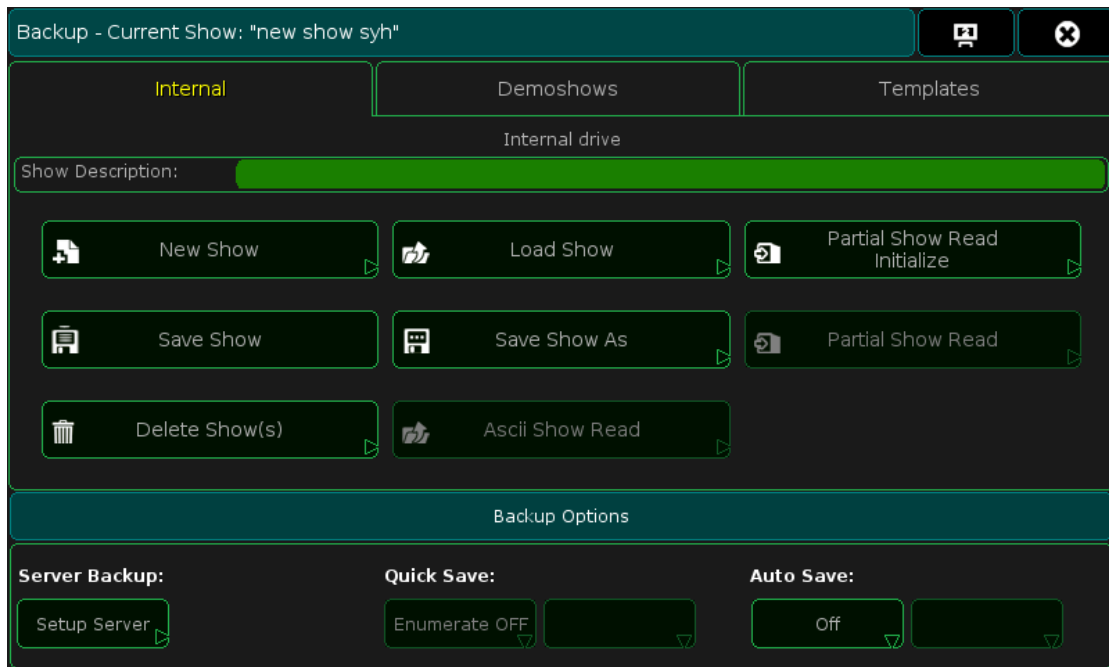 Backup - Current Show: "new show syh"
Internal
Demoshows
Templates
Internal drive
Show Description:
New Show
Load Show
Partial Show Read
Initialize
Save Show
Save Show As
Partial Show Read
Delete Show(s)
Ascii Show Read
Backup Options
Server Backup:
Quick Save:
Auto Save:
Setup Server
Enumerate OFF
Off